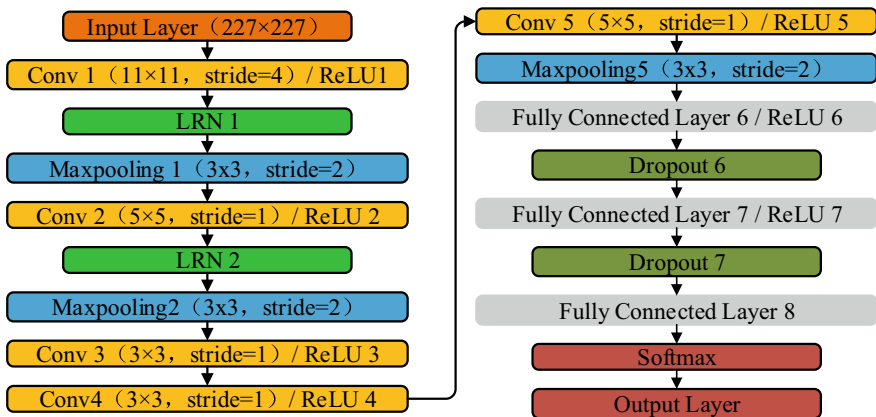 Input Layer（227×227）
Conv 1（11×11，stride=4）/ ReLU1
LRN 1
Maxpooling 1（3x3，stride=2）
Conv 2（5×5，stride=1）/ ReLU 2
LRN 2
Maxpooling2（3x3，stride=2）
Conv 3（3×3，stride=1）/ ReLU 3
Conv4（3×3，stride=1）/ ReLU 4
Conv 5（5×5，stride=1）/ ReLU 5
Maxpooling5（3x3，stride=2）
Fully Connected Layer 6 / ReLU 6
Dropout 6
Fully Connected Layer 7 / ReLU 7
Dropout 7
Fully Connected Layer 8
Softmax
Output Layer